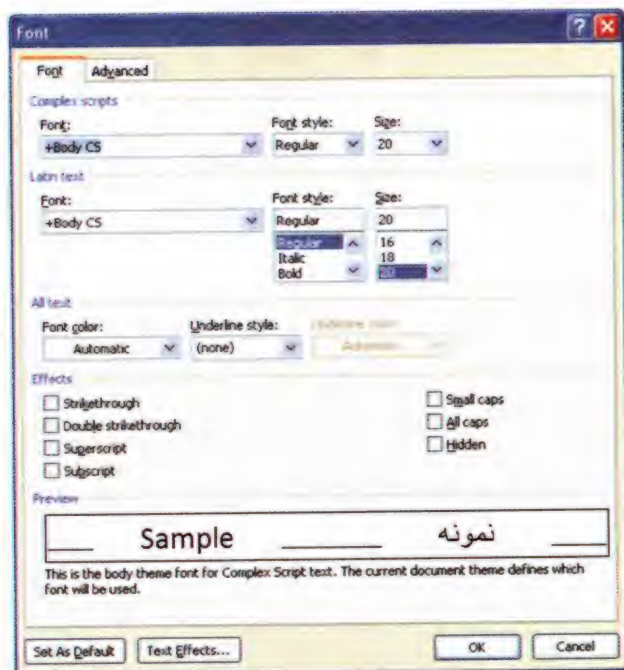 Font
Font Advanced
Complex scripts
Font: Font style: Size:
+Body CS Regular 20
Latin text
Font: Font style: Size:
+Body CS Regular 20
Regular 16
Italic 18
Bold 20
All text
Font color: Underline style: Underline color:
Automatic (none) Automatic
Effects
Strikethrough Small caps
Double strikethrough All caps
Superscript Hidden
Subscript
Preview
Sample نمونه
This is the body theme font for Complex Script text. The current document theme defines which
font will be used.
Set As Default Text Effects... OK Cancel